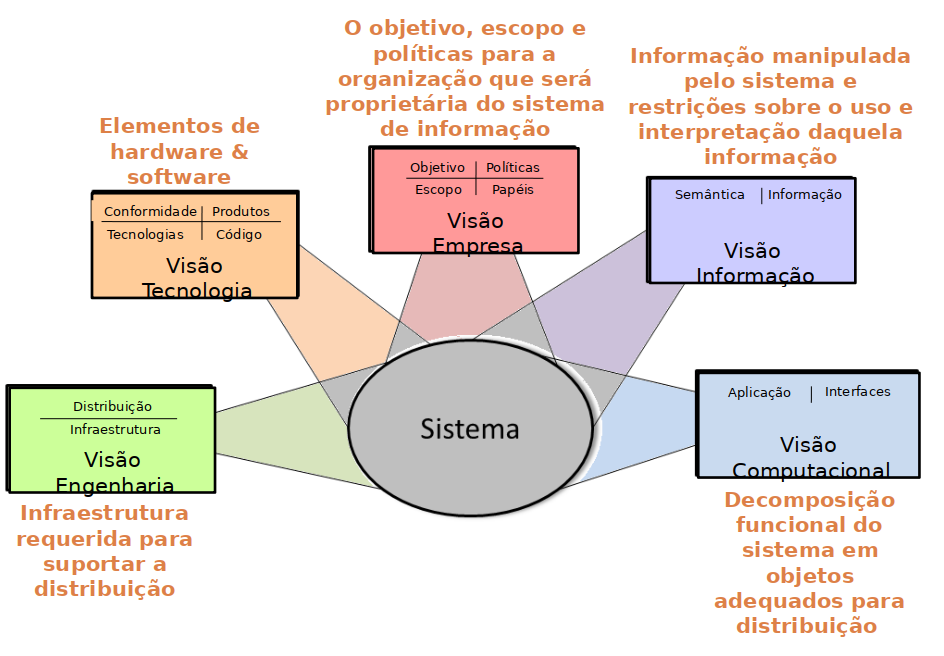 O objetivo, escopo e
políticas para a
organização que será
proprietária do sistema
de informação
Informação manipulada
pelo sistema e
restrições sobre o uso e
interpretação daquela
informação
Elementos de
hardware &
software
Objetivo Políticas
Escopo Papéis
Visão
Empresa
Semântica Informação
Visão
Informação
Conformidade Produtos
Tecnologias Código
Visão
Tecnologia
Distribuição
Infraestrutura
Visão
Engenharia
Sistema
Aplicação Interfaces
Visão
Computacional
Infraestrutura
requerida para
suportar a
distribuição
Decomposição
funcional do
sistema em
objetos
adequados para
distribuição